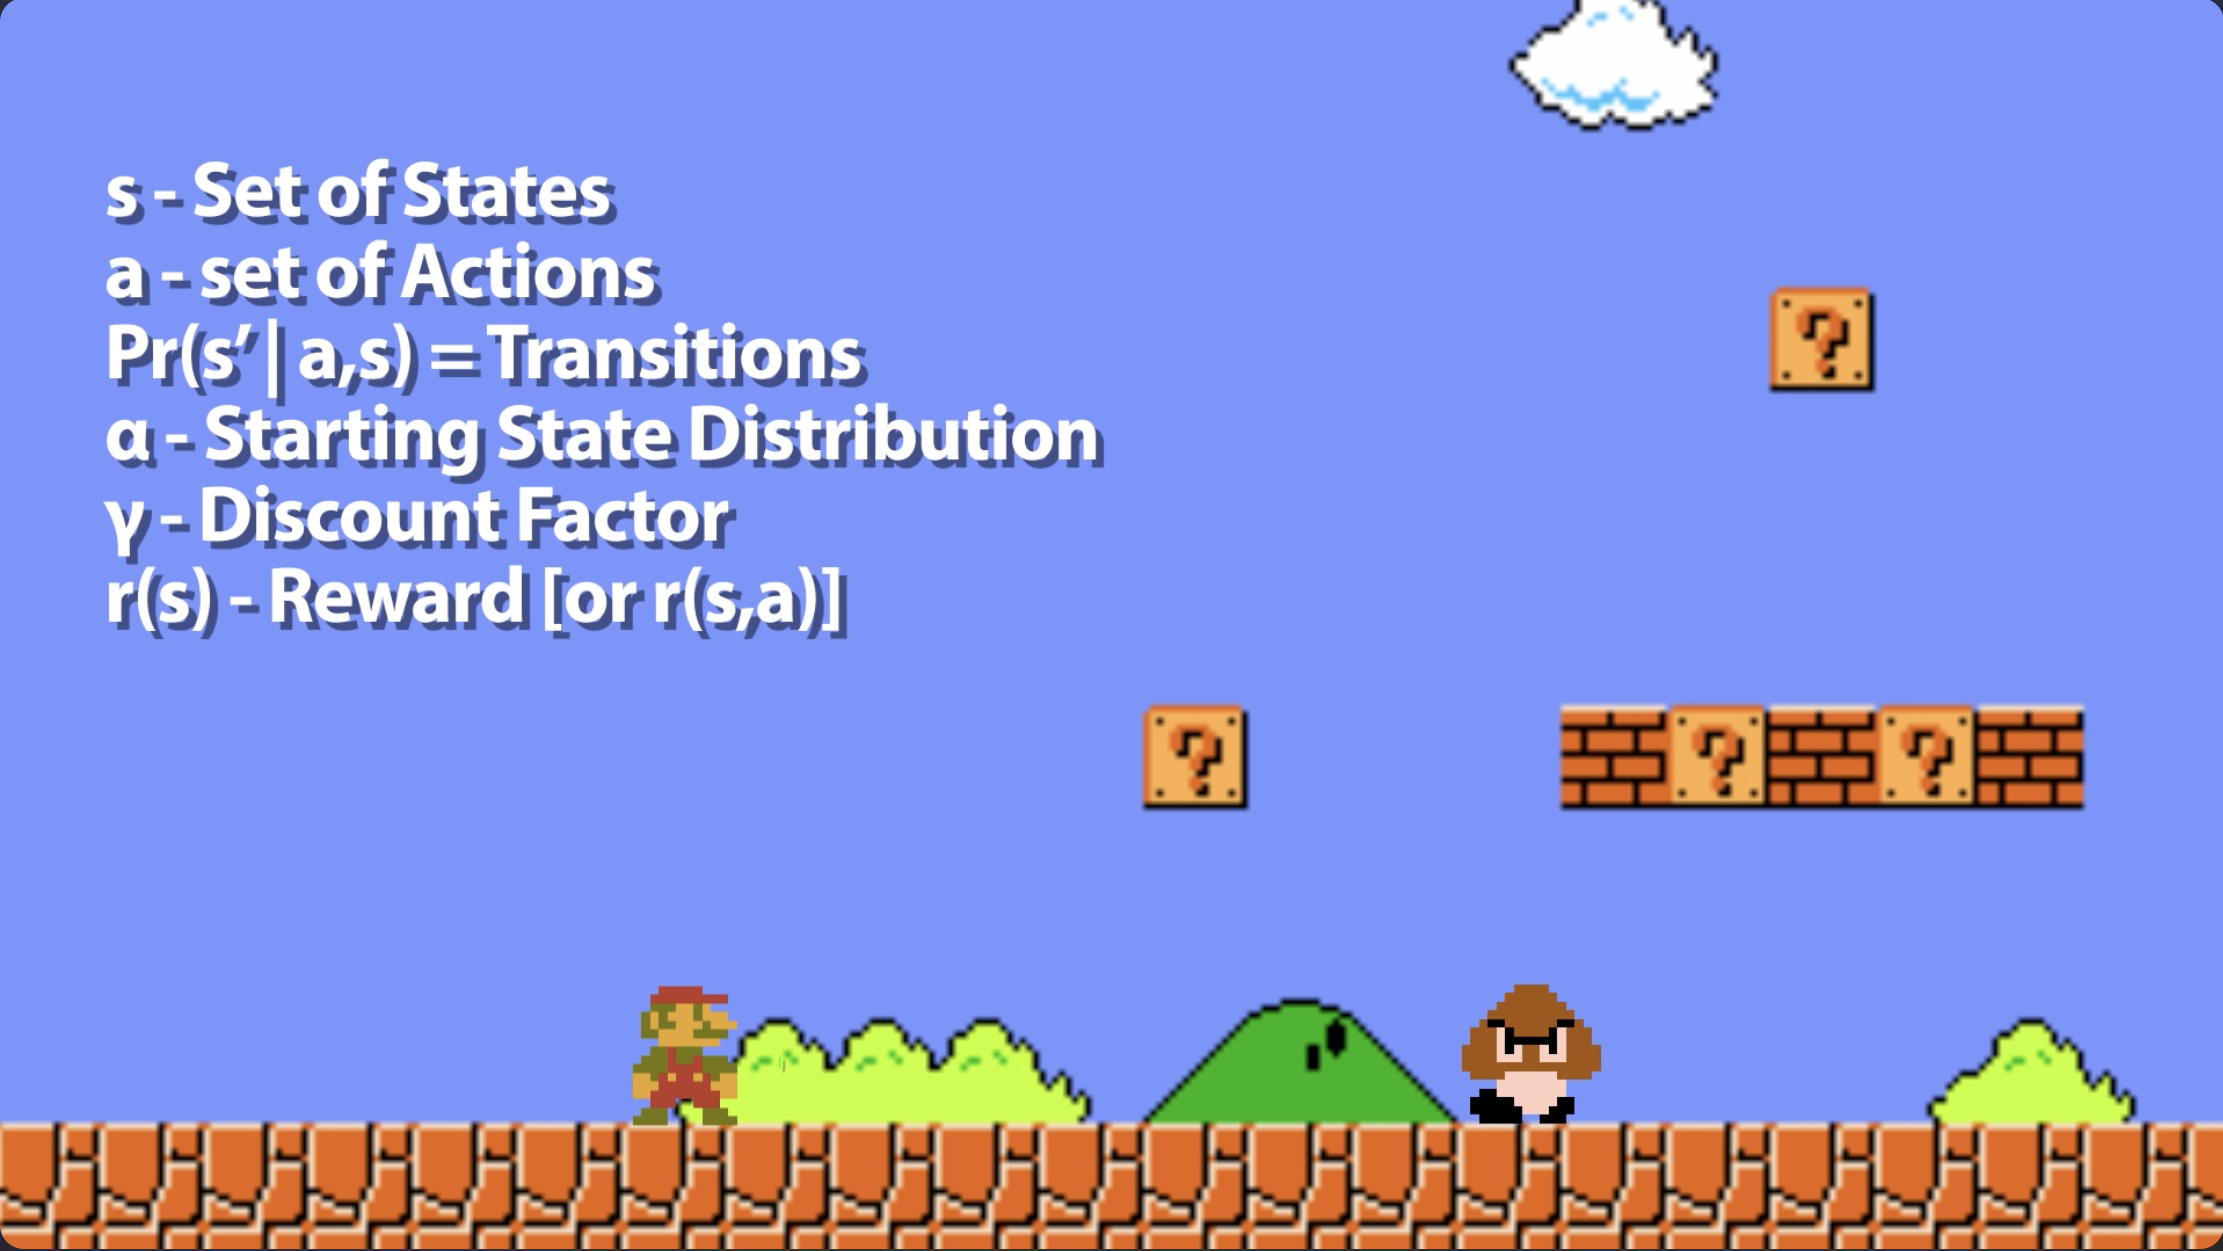 s - Set of States
a - set of Actions
Pr(s’ | a,s) = Transitions
α - Starting State Distribution
γ - Discount Factor
r(s) - Reward [or r(s,a)]
?
?
? ?